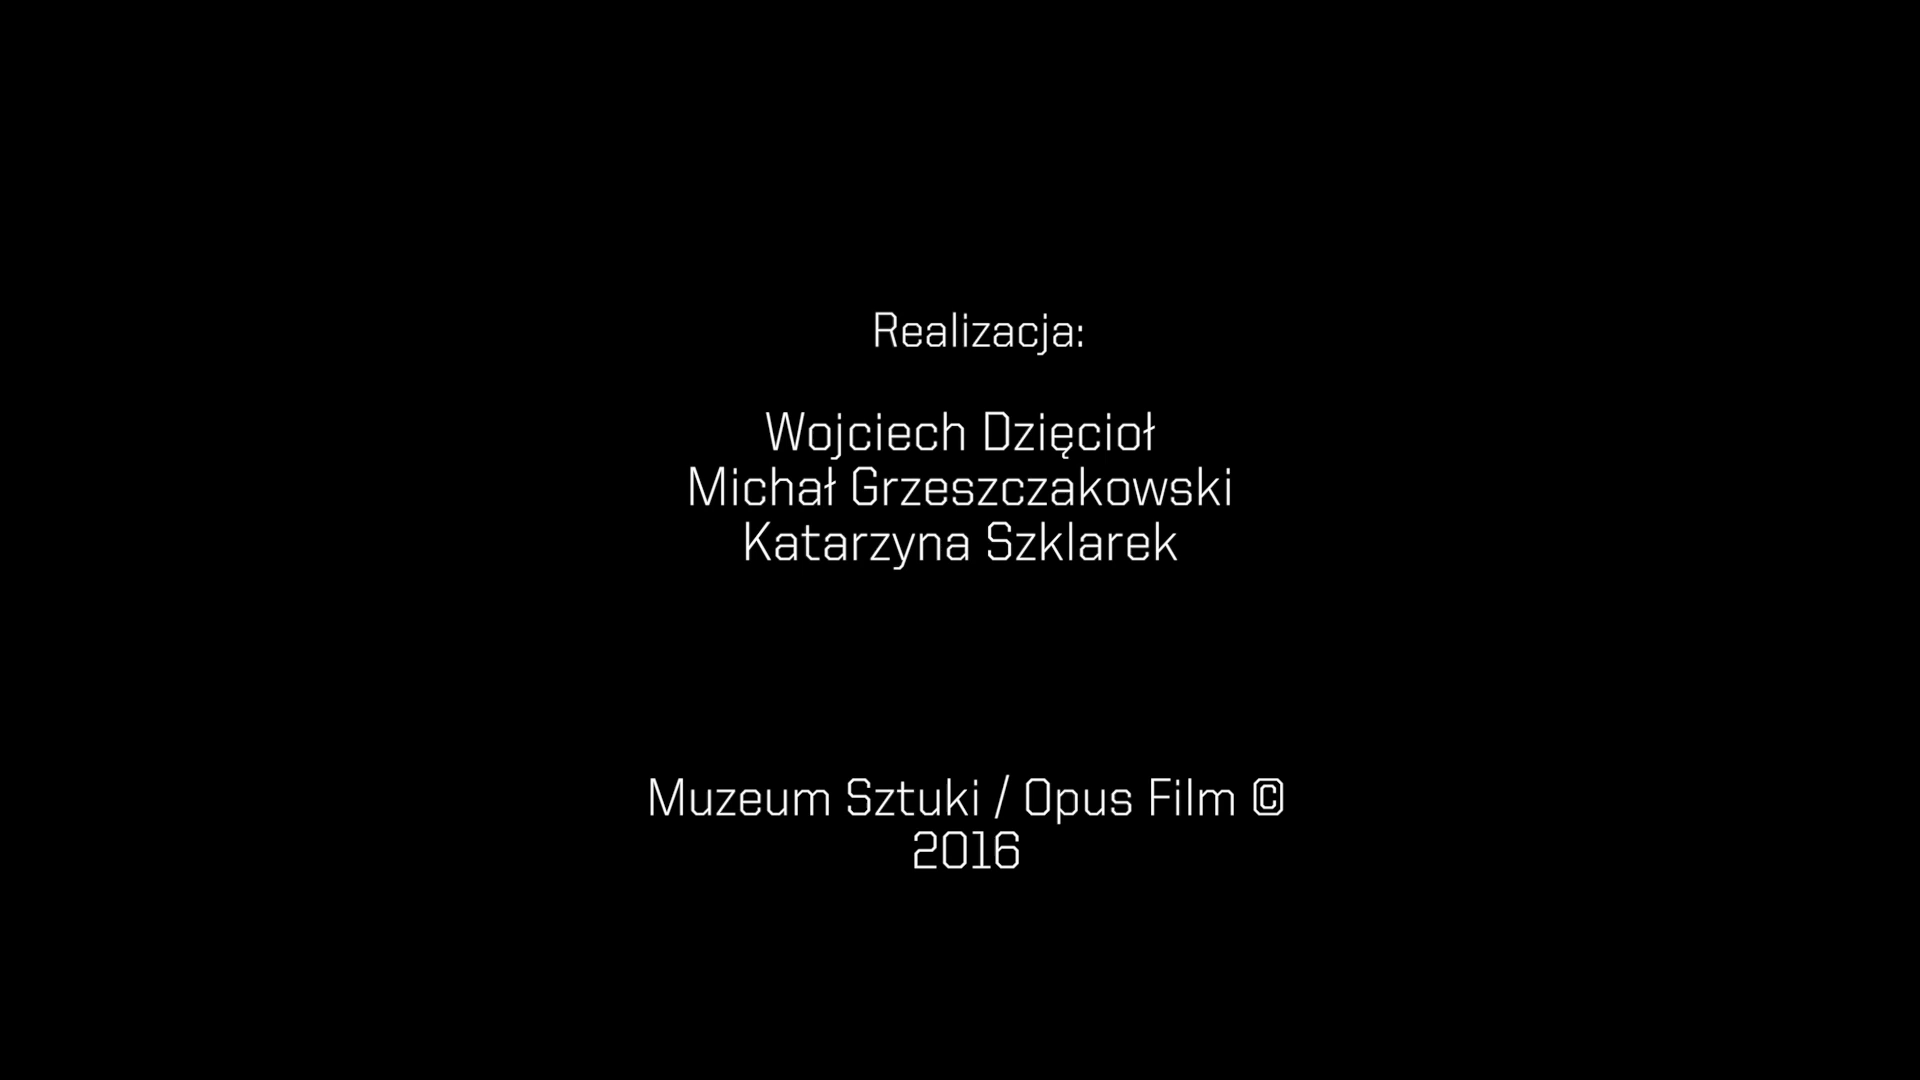 Realizacja:
Wojciech Dzięcioł
Michał Grzeszczakowski
Katarzyna Szklarek
Muzeum Sztuki / Opus Film ©
2016